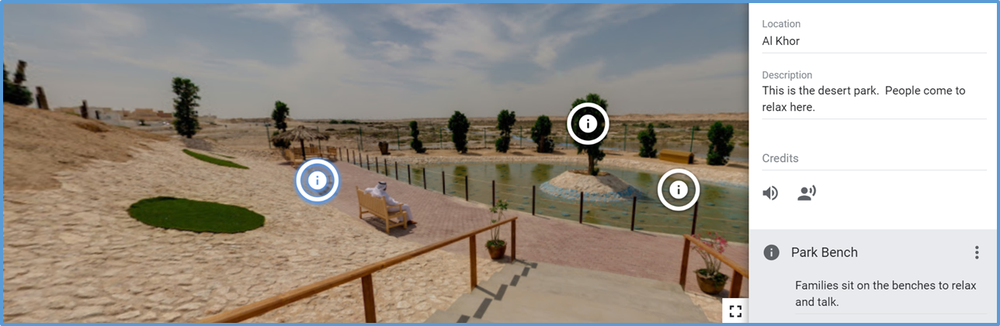 Location
Al Khor
Description
This is the desert park.  People come to
relax here.
Credits
Park Bench
Families sit on the benches to relax
and talk.